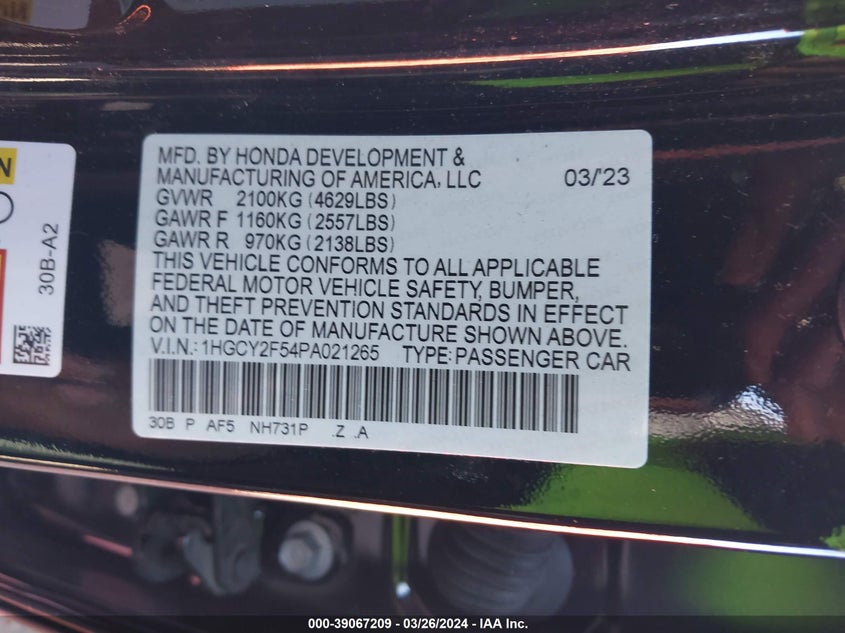 N
30B-A2
MFD. BY HONDA DEVELOPMENT &
MANUFACTURING OF AMERICA, LLC 03/'23
GVWR 2100KG (4629LBS)
GAWR F 1160KG (2557LBS)
GAWR R 970KG (2138LBS)
THIS VEHICLE CONFORMS TO ALL APPLICABLE
FEDERAL MOTOR VEHICLE SAFETY, BUMPER,
AND THEFT PREVENTION STANDARDS IN EFFECT
ON THE DATE OF MANUFACTURE SHOWN ABOVE.
V.I.N.: 1HGCY2F54PA021265 TYPE: PASSENGER CAR
30B P AF5 NH731P .Z .A
000-39067209 - 03/26/2024 - IAA Inc.